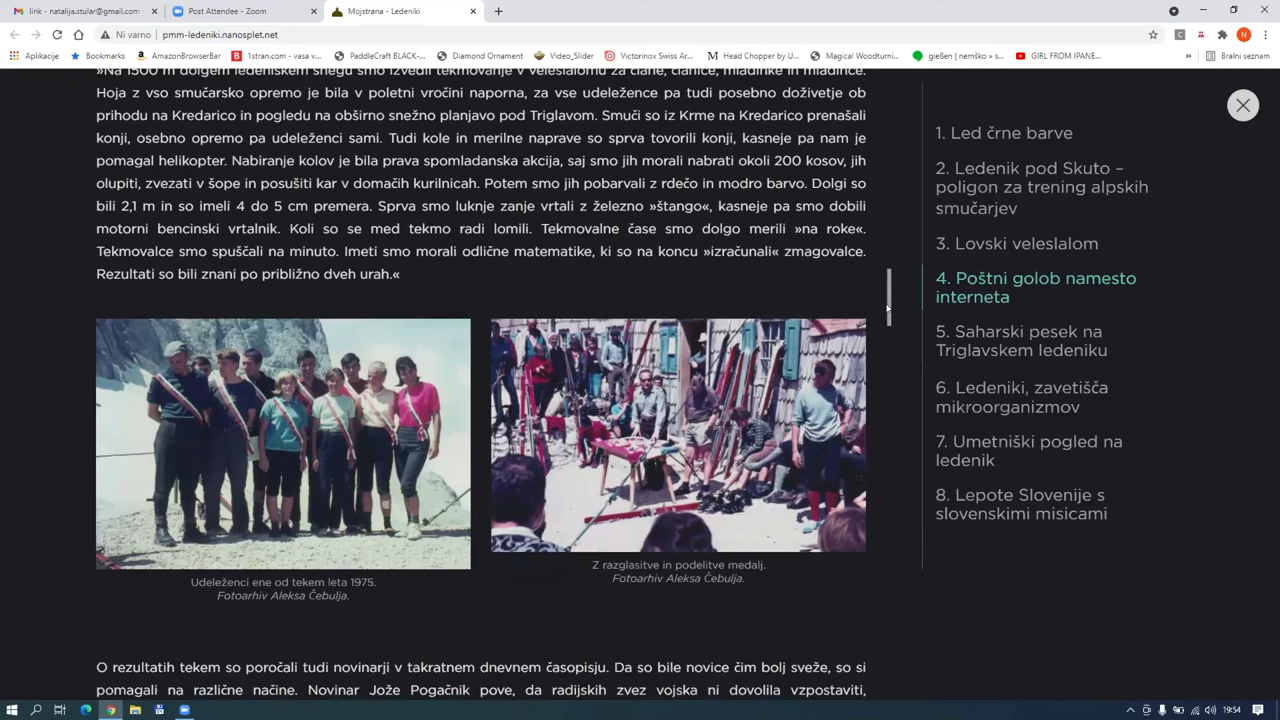 link - natalija.stular@gmail.com
Post Attendee - Zoom
Mojstrana - Ledeniki
Ni varno
pmm-ledeniki.nanosplet.net
Aplikacije
Bookmarks
AmazonBrowserBar
1stran.com - vasa v...
PaddleCraft BLACK-...
Diamond Ornament
Video_Slider
Victorinox Swiss Ar...
Head Chopper by U...
Magical Woodturni...
gießen | nemško » s...
GIRL FROM IPANE...
Bralni seznam
»Na 1500 m dolgem ledeniškem snegu smo izvedli tekmovanje v veleslalomu za člane, članice, mladinke in mladince.
Hoja z vso smučarsko opremo je bila v poletni vročini naporna, za vse udeležence pa tudi posebno doživetje ob
prihodu na Kredarico in pogledu na obširno snežno planjavo pod Triglavom. Smuči so iz Krme na Kredarico prenašali
konji, osebno opremo pa udeleženci sami. Tudi kole in merilne naprave so sprva tovorili konji, kasneje pa nam je
pomagal helikopter. Nabiranje kolov je bila prava spomladanska akcija, saj smo jih morali nabrati okoli 200 kosov, jih
olupiti, zvezati v šope in posušiti kar v domačih kurilnicah. Potem smo jih pobarvali z rdečo in modro barvo. Dolgi so
bili 2,1 m in so imeli 4 do 5 cm premera. Sprva smo luknje zanje vrtali z železno »štango«, kasneje pa smo dobili
motorni bencinski vrtalnik. Koli so se med tekmo radi lomili. Tekmovalne čase smo dolgo merili »na roke«.
Tekmovalce smo spuščali na minuto. Imeti smo morali odlične matematike, ki so na koncu »izračunali« zmagovalce.
Rezultati so bili znani po približno dveh urah.«
Udeleženci ene od tekem leta 1975.
Fotoarhiv Aleksa Čebulja.
Z razglasitve in podelitve medalj.
Fotoarhiv Aleksa Čebulja.
O rezultatih tekem so poročali tudi novinarji v takratnem dnevnem časopisju. Da so bile novice čim bolj sveže, so si
pomagali na različne načine. Novinar Jože Pogačnik pove, da radijskih zvez vojska ni dovolila vzpostaviti,
1. Led črne barve
2. Ledenik pod Skuto –
poligon za trening alpskih
smučarjev
3. Lovski veleslalom
4. Poštni golob namesto
interneta
5. Saharski pesek na
Triglavskem ledeniku
6. Ledeniki, zavetišča
mikroorganizmov
7. Umetniški pogled na
ledenik
8. Lepote Slovenije s
slovenskimi misicami
19:54